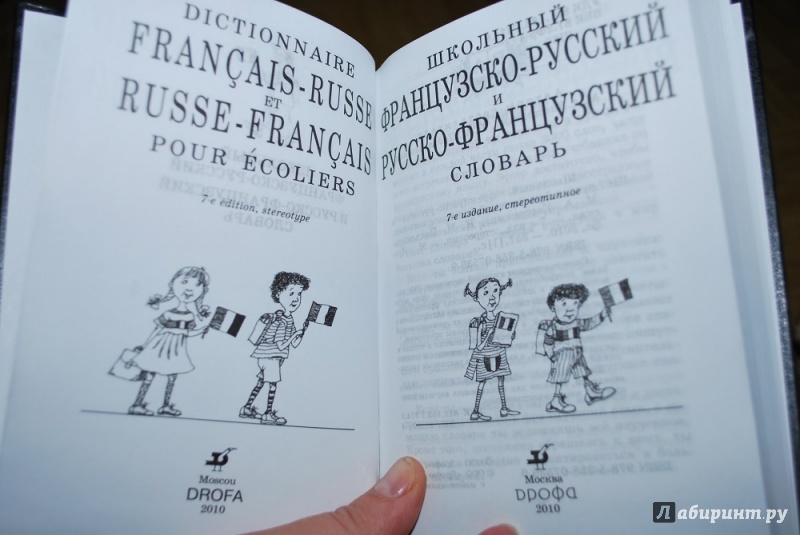 DICTIONNAIRE
FRANÇAIS-RUSSE
ET
RUSSE-FRANÇAIS
POUR ÉCOLIERS
7-e édition, stereotype
Moscou
DROFA
2010
ШКОЛЬНЫЙ
ФРАНЦУЗСКО-РУССКИЙ
И
РУССКО-ФРАНЦУЗСКИЙ
СЛОВАРЬ
7-е издание, стереотипное
Москва
Дрофа
2010
Лабиринт.ру